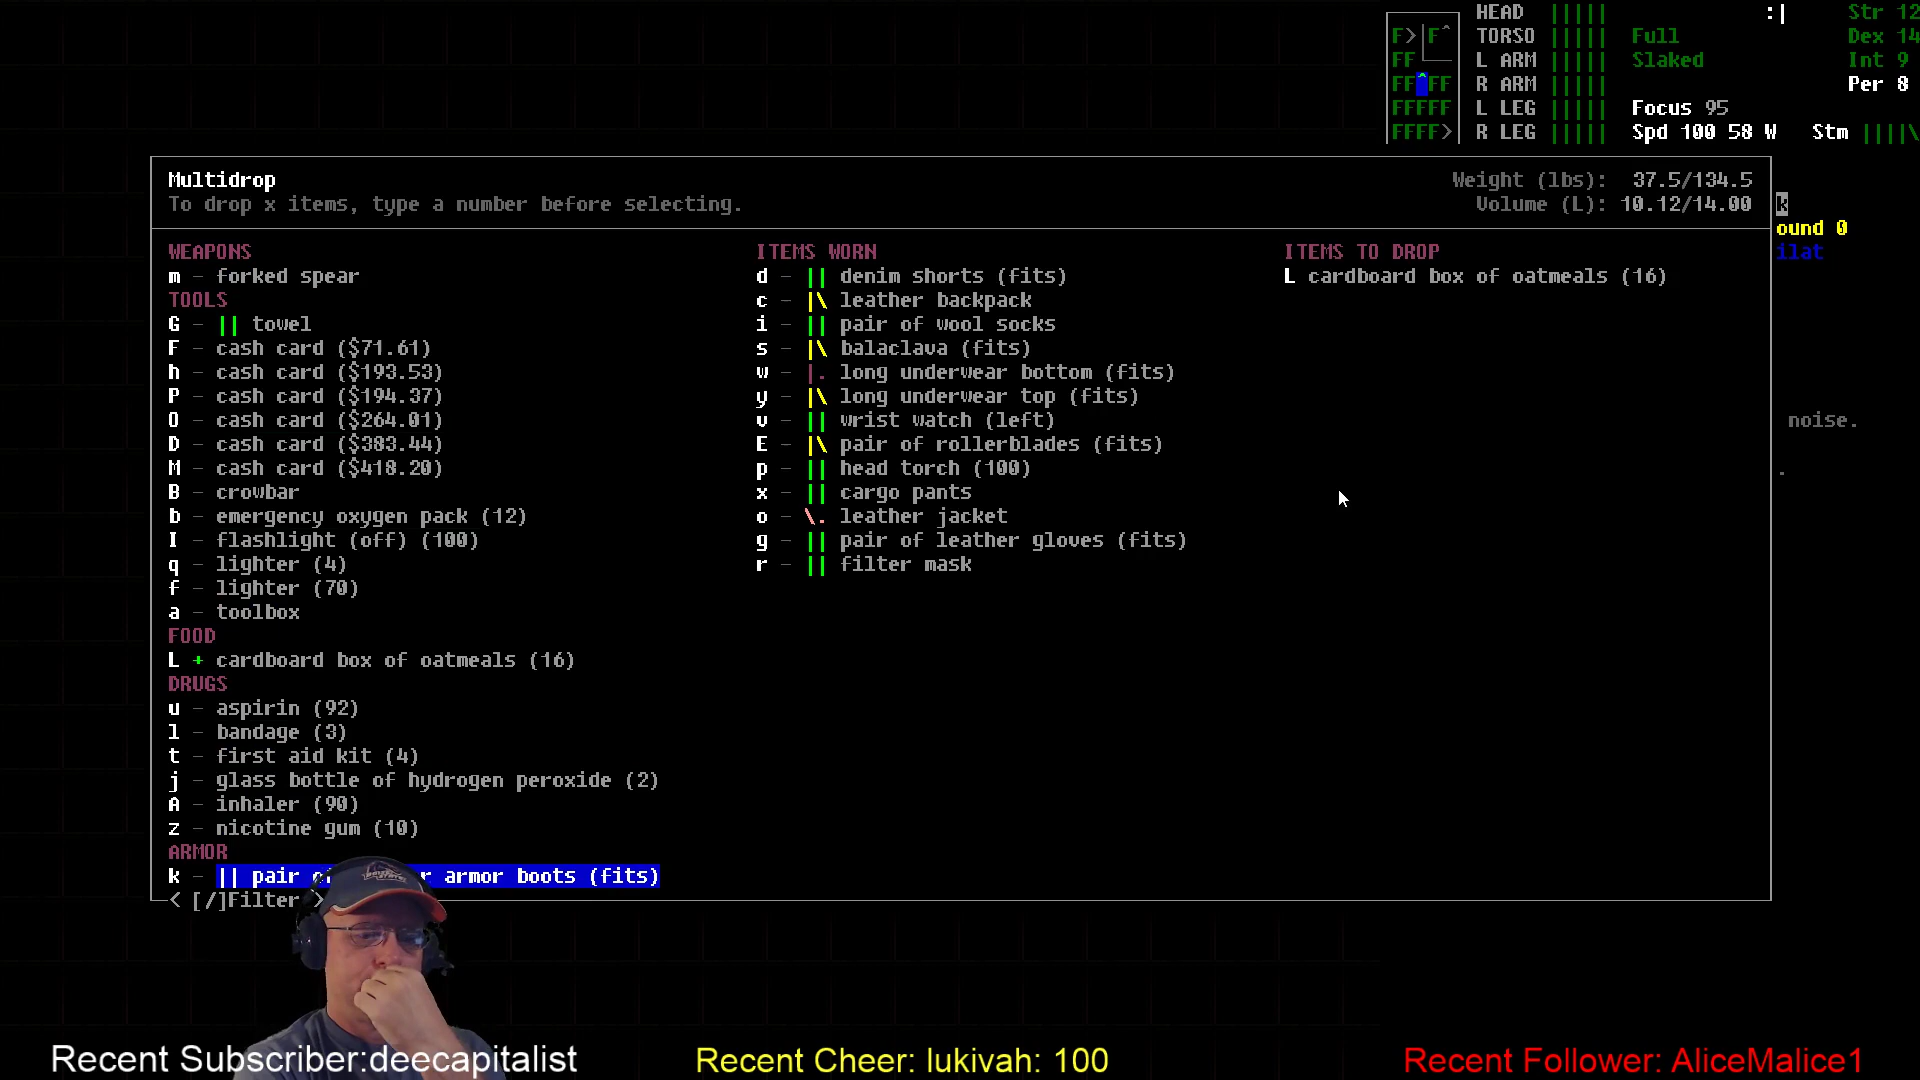 HEAD ||||| :| Str 12
F> F^ TORSO ||||| Full Dex 14
FF L ARM ||||| Slaked Int 9
FF^FF R ARM ||||| Per 8
FFFFF L LEG ||||| Focus 95
FFFF> R LEG ||||| Spd 100 58 W Stm ||||\
Multidrop Weight (lbs): 37.5/134.5
To drop x items, type a number before selecting. Volume (L): 10.12/14.00 k
ound 0
WEAPONS ITEMS WORN ITEMS TO DROP ilat
m - forked spear d - || denim shorts (fits) L cardboard box of oatmeals (16)
TOOLS c - |\ leather backpack
G - || towel i - || pair of wool socks
F - cash card ($71.61) s - |\ balaclava (fits)
h - cash card ($193.53) w - |. long underwear bottom (fits)
P - cash card ($194.37) y - |\ long underwear top (fits)
O - cash card ($264.01) v - || wrist watch (left) noise.
D - cash card ($383.44) E - |\ pair of rollerblades (fits)
M - cash card ($418.20) p - || head torch (100) .
B - crowbar x - || cargo pants
b - emergency oxygen pack (12) o - \. leather jacket
I - flashlight (off) (100) g - || pair of leather gloves (fits)
q - lighter (4) r - || filter mask
f - lighter (70)
a - toolbox
FOOD
L + cardboard box of oatmeals (16)
DRUGS
u - aspirin (92)
l - bandage (3)
t - first aid kit (4)
j - glass bottle of hydrogen peroxide (2)
A - inhaler (90)
z - nicotine gum (10)
ARMOR
k - || pair armor boots (fits)
< [/]Filter >
Recent Subscriber:deecapitalist Recent Cheer: lukivah: 100 Recent Follower: AliceMalice1